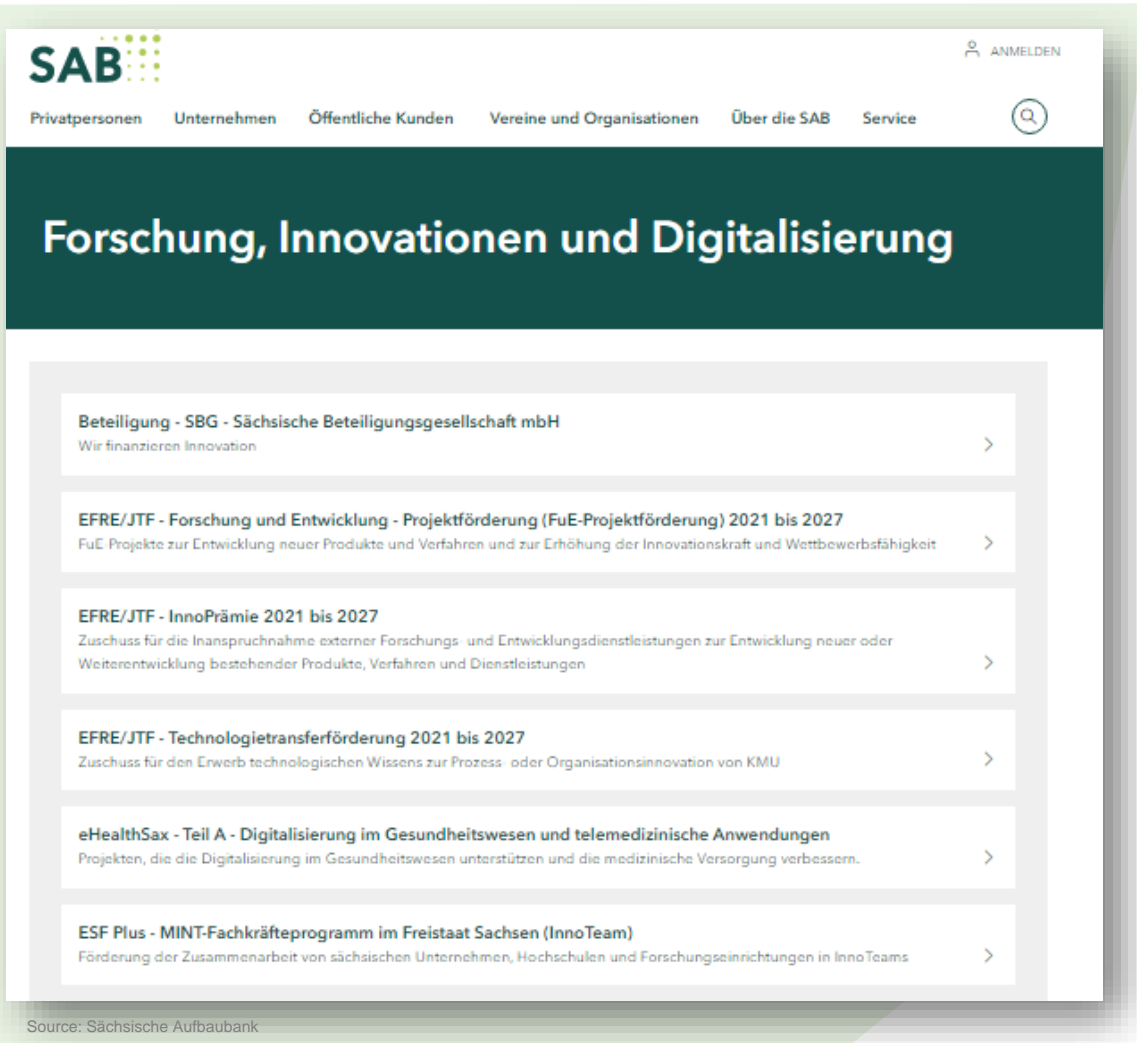 SAB
ANMELDEN
Privatpersonen Unternehmen Öffentliche Kunden Vereine und Organisationen Über die SAB Service
Forschung, Innovationen und Digitalisierung
Beteiligung - SBG - Sächsische Beteiligungsgesellschaft mbH
Wir finanzieren Innovation
EFRE/JTF - Forschung und Entwicklung - Projektförderung (FuE-Projektförderung) 2021 bis 2027
FuE-Projekte zur Entwicklung neuer Produkte und Verfahren und zur Erhöhung der Innovationskraft und Wettbewerbsfähigkeit
EFRE/JTF - InnoPrämie 2021 bis 2027
Zuschuss für die Inanspruchnahme externer Forschungs- und Entwicklungsdienstleistungen zur Entwicklung neuer oder
Weiterentwicklung bestehender Produkte, Verfahren und Dienstleistungen
EFRE/JTF - Technologietransferförderung 2021 bis 2027
Zuschuss für den Erwerb technologischen Wissens zur Prozess- oder Organisationsinnovation von KMU
eHealthSax - Teil A - Digitalisierung im Gesundheitswesen und telemedizinische Anwendungen
Projekten, die die Digitalisierung im Gesundheitswesen unterstützen und die medizinische Versorgung verbessern.
ESF Plus - MINT-Fachkräfteprogramm im Freistaat Sachsen (InnoTeam)
Förderung der Zusammenarbeit von sächsischen Unternehmen, Hochschulen und Forschungseinrichtungen in InnoTeams
Source: Sächsische Aufbaubank